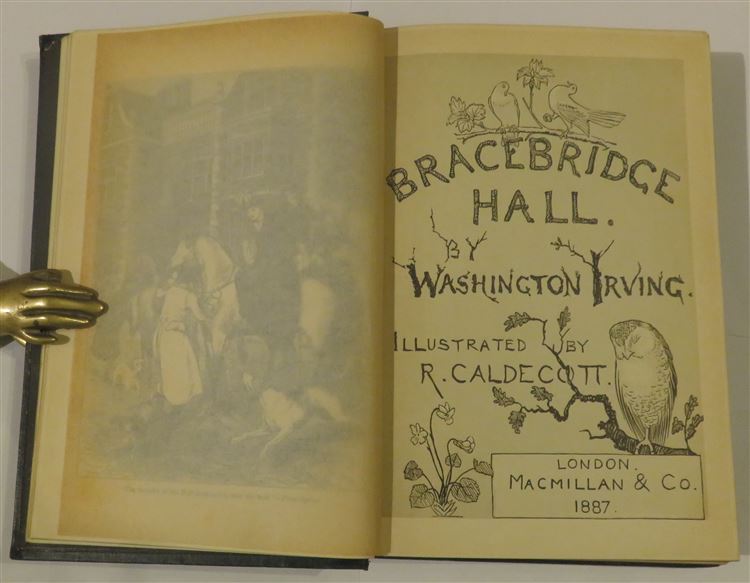 BRACEBRIDGE
HALL.
BY
WASHINGTON IRVING.
ILLUSTRATED BY
R. CALDECOTT.
LONDON.
MACMILLAN & CO.
1887.